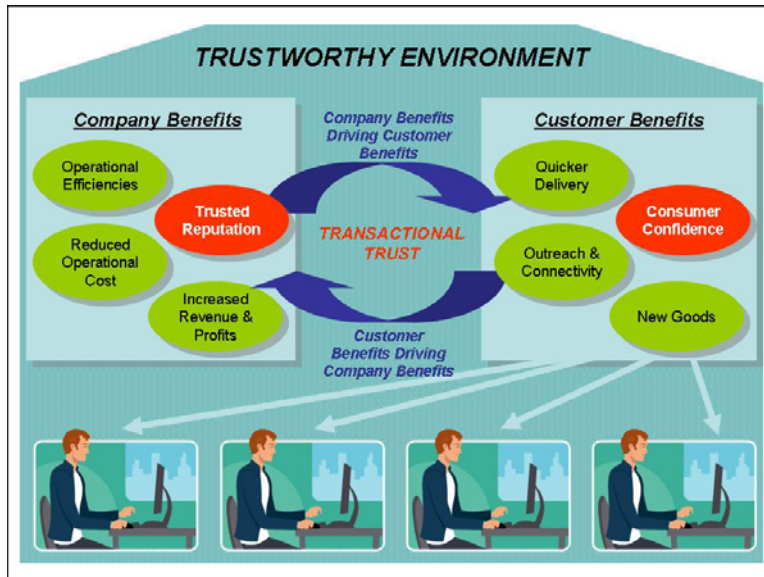 TRUSTWORTHY ENVIRONMENT
Company Benefits
Operational
Efficiencies
Trusted
Reputation
Reduced
Operational
Cost
Increased
Revenue &
Profits
Company Benefits
Driving Customer
Benefits
TRANSACTIONAL
TRUST
Customer
Benefits Driving
Company Benefits
Customer Benefits
Quicker
Delivery
Consumer
Confidence
Outreach &
Connectivity
New Goods